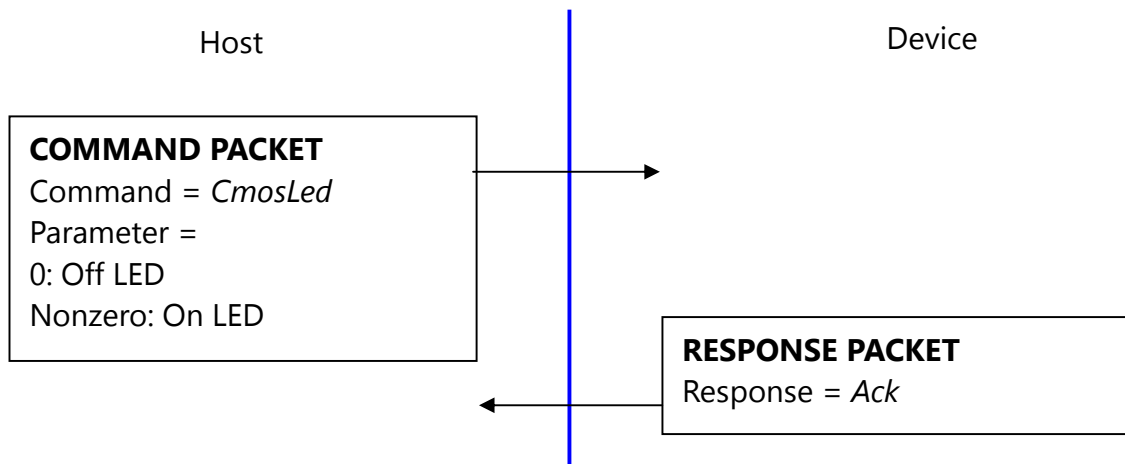 Host
Device
COMMAND PACKET
Command = CmosLed
Parameter =
0: Off LED
Nonzero: On LED
RESPONSE PACKET
Response = Ack